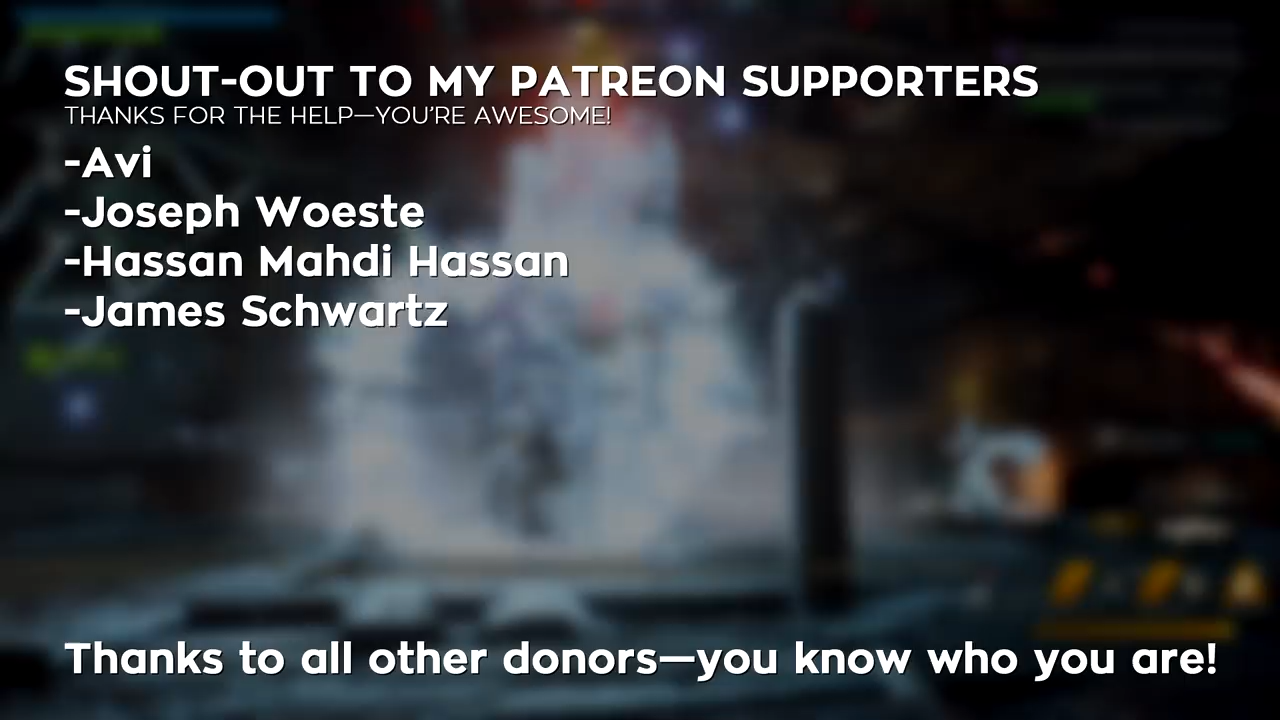 SHOUT-OUT TO MY PATREON SUPPORTERS
THANKS FOR THE HELP—YOU'RE AWESOME!
-Avi
-Joseph Woeste
-Hassan Mahdi Hassan
-James Schwartz
Thanks to all other donors—you know who you are!